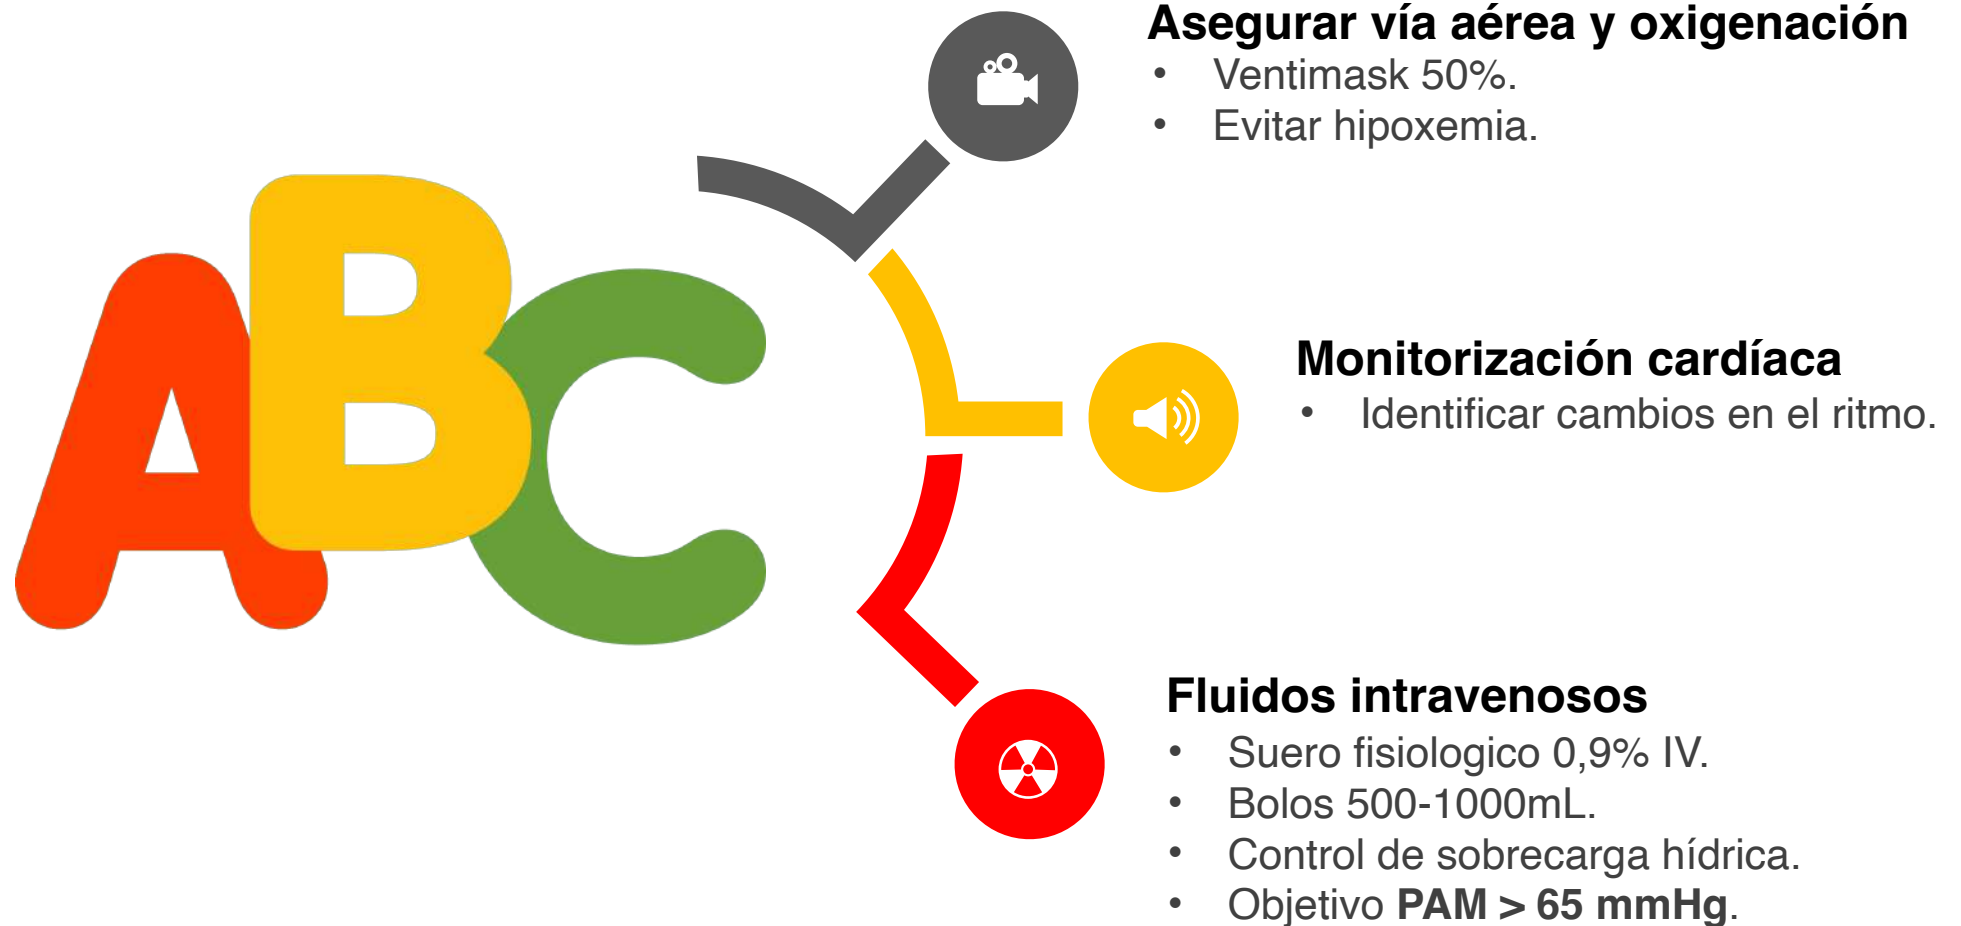 ABC
Asegurar vía aérea y oxigenación
• Ventimask 50%.
• Evitar hipoxemia.
Monitorización cardíaca
• Identificar cambios en el ritmo.
Fluidos intravenosos
• Suero fisiologico 0,9% IV.
• Bolos 500-1000mL.
• Control de sobrecarga hídrica.
• Objetivo PAM > 65 mmHg.